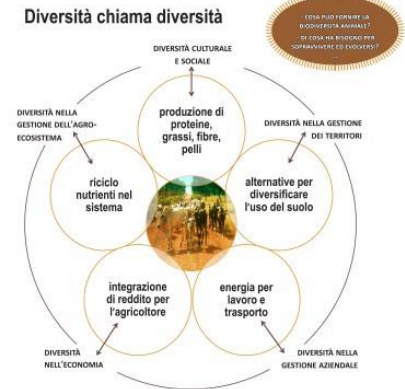 Diversità chiama diversità
- COSA PUÒ FORNIRE LA
BIODIVERSITÀ ANIMALE?
- DI COSA HA BISOGNO PER
SOPRAVVIVERE ED EVOLVERSI?
...
DIVERSITÀ CULTURALE
E SOCIALE
DIVERSITÀ NELLA
GESTIONE DELL'AGRO-
ECOSISTEMA
produzione di
proteine,
grassi, fibre,
pelli
DIVERSITÀ NELLA GESTIONE
DEI TERRITORI
riciclo
nutrienti nel
sistema
alternative per
diversificare
l'uso del suolo
integrazione
di reddito per
l'agricoltore
energia per
lavoro e
trasporto
DIVERSITÀ
NELL'ECONOMIA
DIVERSITÀ NELLA
GESTIONE AZIENDALE